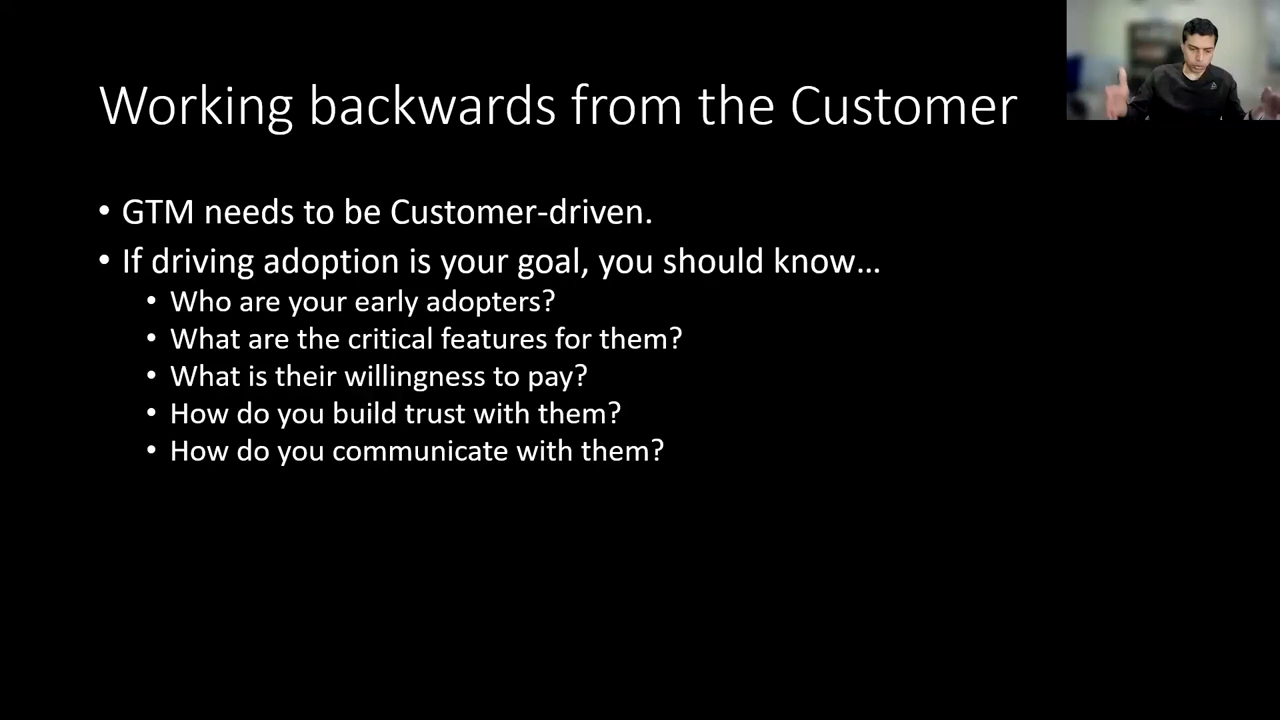 Working backwards from the Customer
• GTM needs to be Customer-driven.
• If driving adoption is your goal, you should know…
• Who are your early adopters?
• What are the critical features for them?
• What is their willingness to pay?
• How do you build trust with them?
• How do you communicate with them?